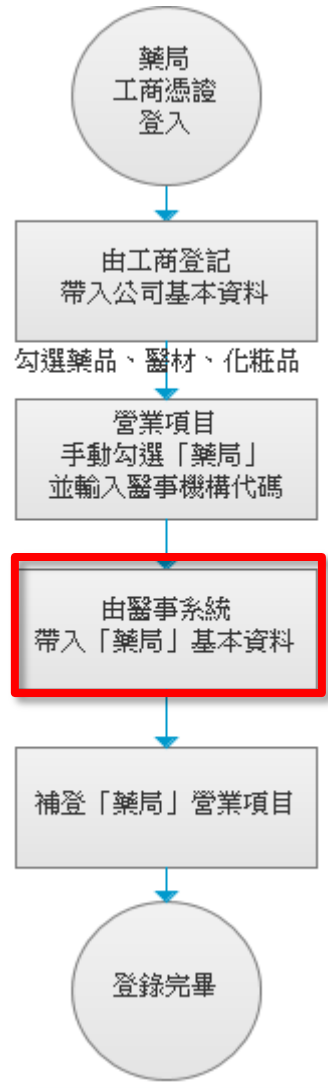 藥局
工商憑證
登入
由工商登記
帶入公司基本資料
勾選藥品、醫材、化粧品
營業項目
手動勾選「藥局」
並輸入醫事機構代碼
由醫事系統
帶入「藥局」基本資料
補登「藥局」營業項目
登錄完畢